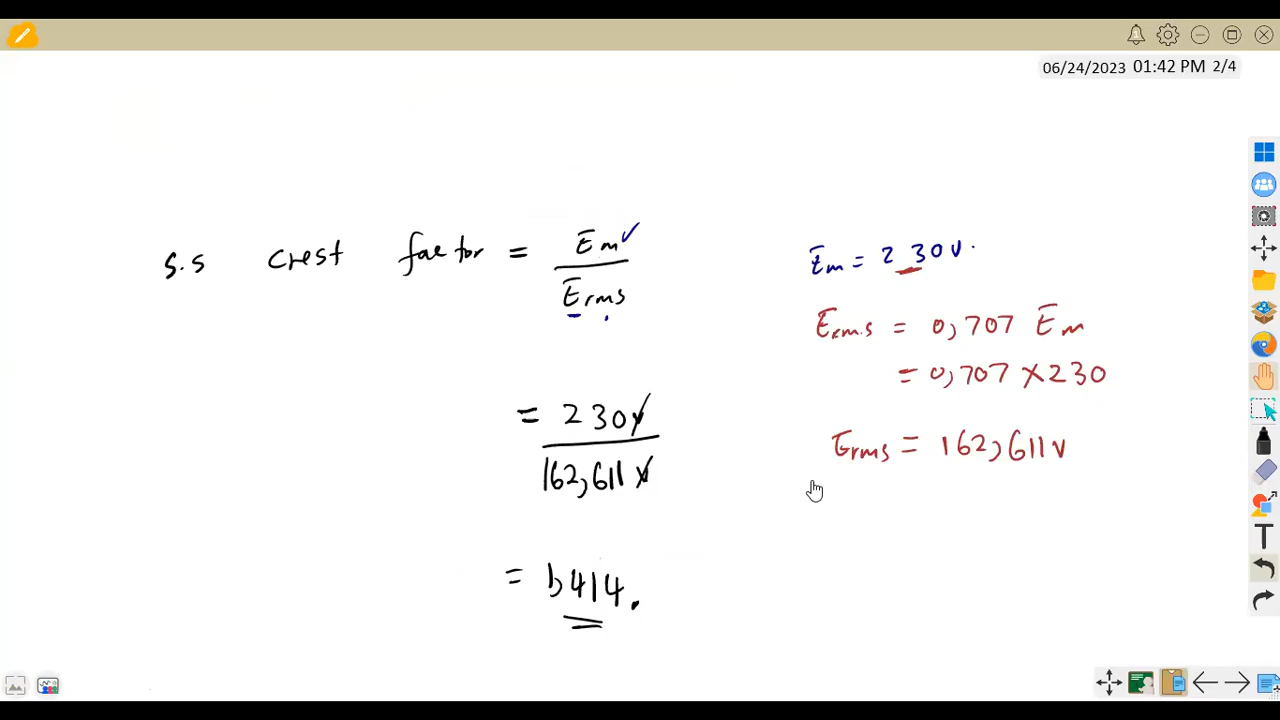 06/24/2023 01:42 PM 2/4
5.5 Crest factor = Em
Erms
= 230V
162,611V
= 1,414.
Em = 230V.
Erms = 0,707 Em
= 0,707 × 230
Erms = 162,611V
T